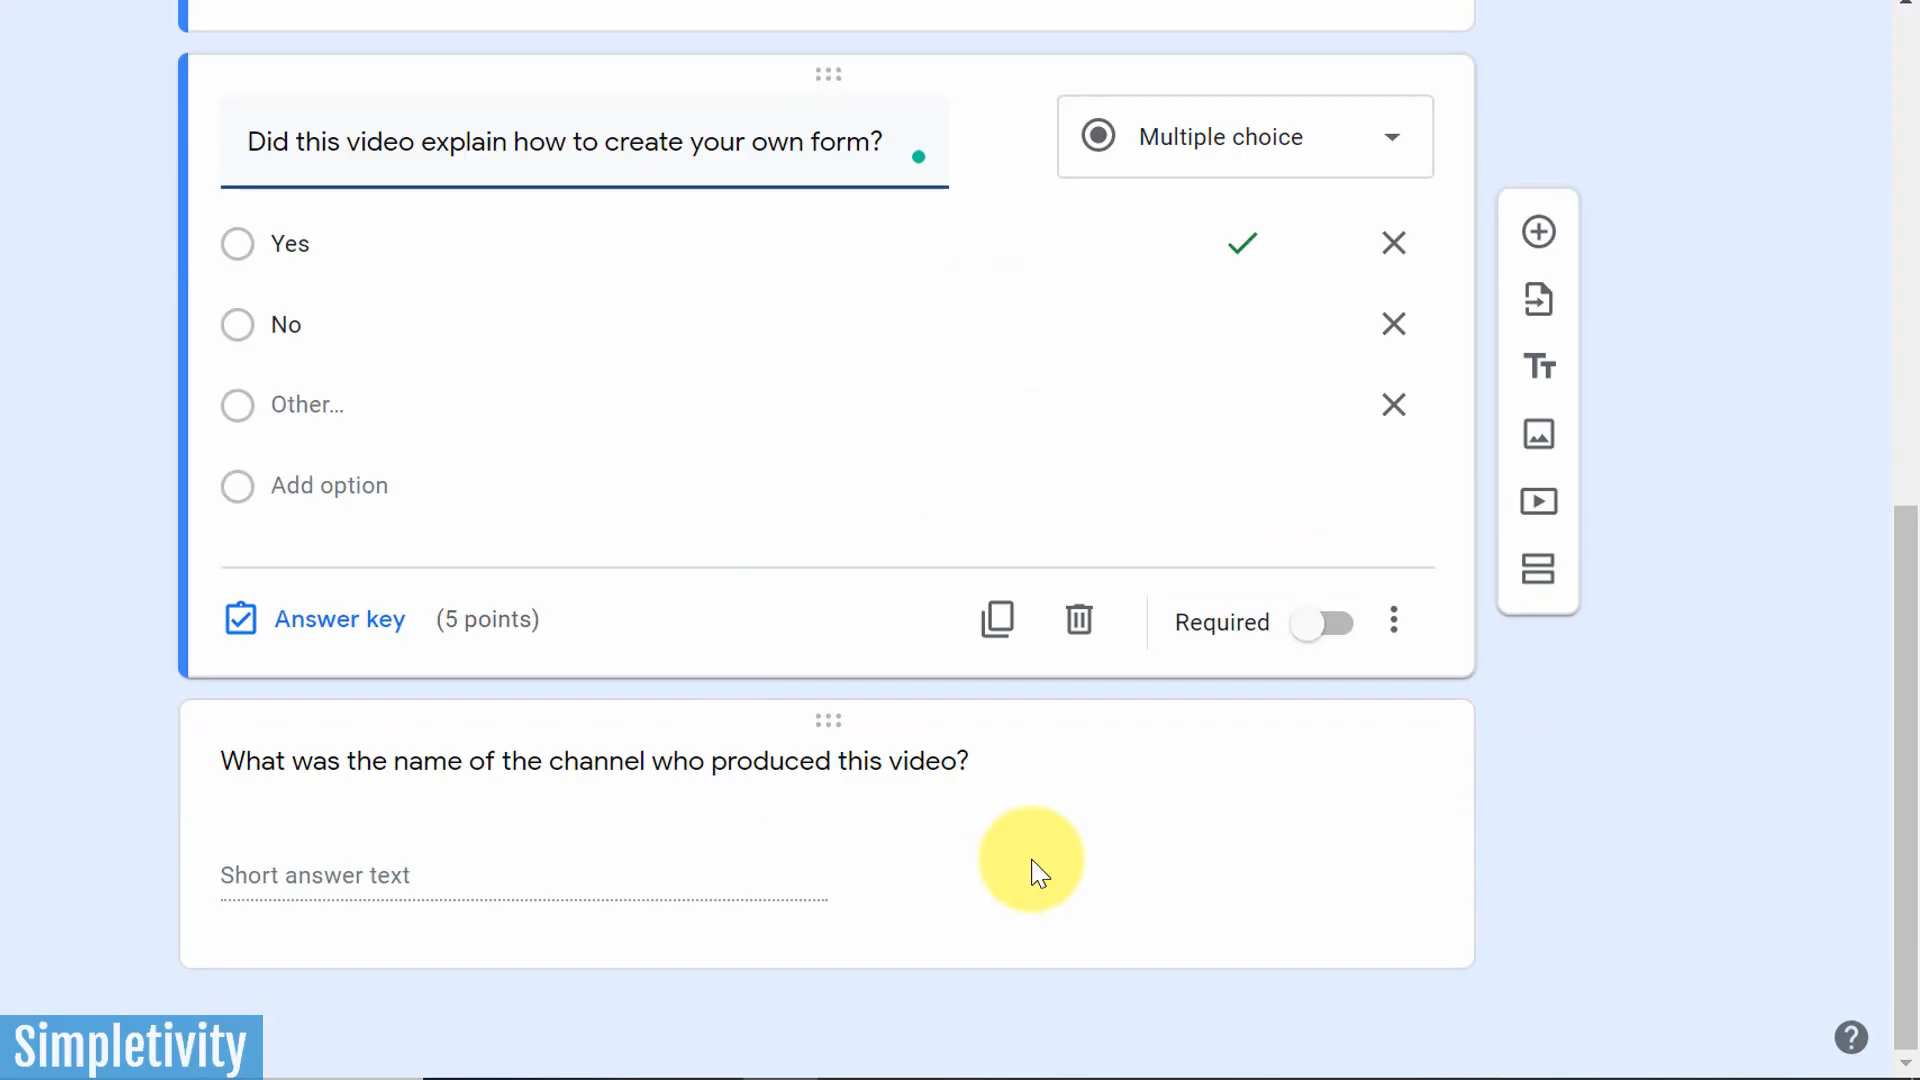 Did this video explain how to create your own form?
Multiple choice
Yes
No
Other...
Add option
Answer key (5 points)
Required
What was the name of the channel who produced this video?
Short answer text
Simpletivity